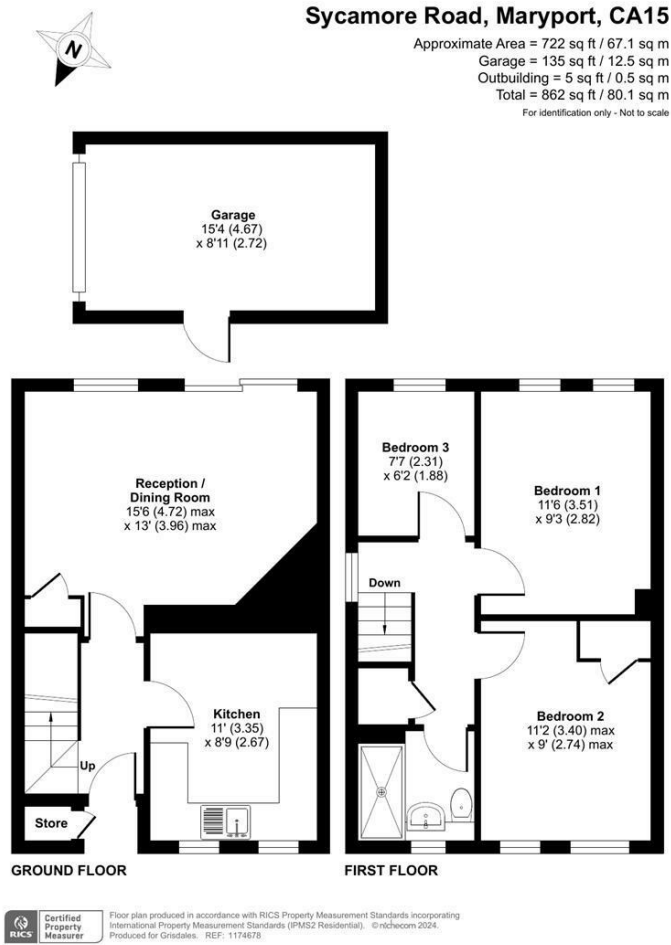 Sycamore Road, Maryport, CA15
Approximate Area = 722 sq ft / 67.1 sq m
Garage = 135 sq ft / 12.5 sq m
Outbuilding = 5 sq ft / 0.5 sq m
Total = 862 sq ft / 80.1 sq m
For identification only - Not to scale
N
Garage
15'4 (4.67)
x 8'11 (2.72)
Reception /
Dining Room
15'6 (4.72) max
x 13' (3.96) max
Kitchen
11' (3.35)
x 8'9 (2.67)
Up
Store
GROUND FLOOR
Bedroom 3
7'7 (2.31)
x 6'2 (1.88)
Bedroom 1
11'6 (3.51)
x 9'3 (2.82)
Down
Bedroom 2
11'2 (3.40) max
x 9' (2.74) max
FIRST FLOOR
RICS
Certified
Property
Measurer
Floor plan produced in accordance with RICS Property Measurement Standards incorporating
International Property Measurement Standards (IPMS2 Residential). ©nichecom 2024.
Produced for Grisdales. REF: 1174678